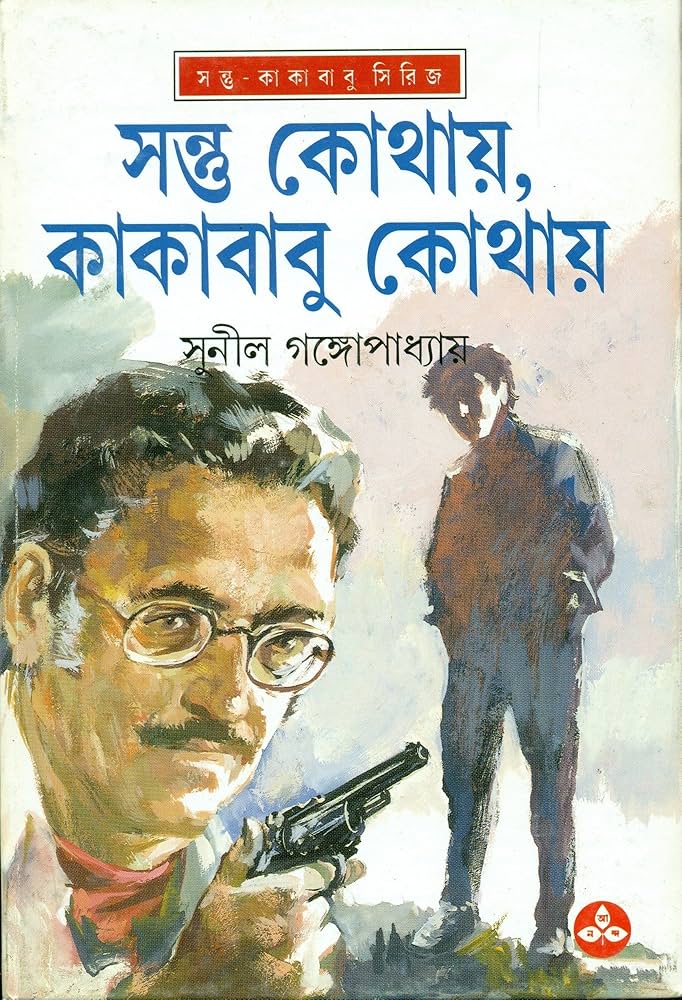 সন্তু-কাকাবাবু সিরিজ
সন্তু কোথায়,
কাকাবাবু কোথায়
সুনীল গঙ্গোপাধ্যায়
আ
ন ন্দ